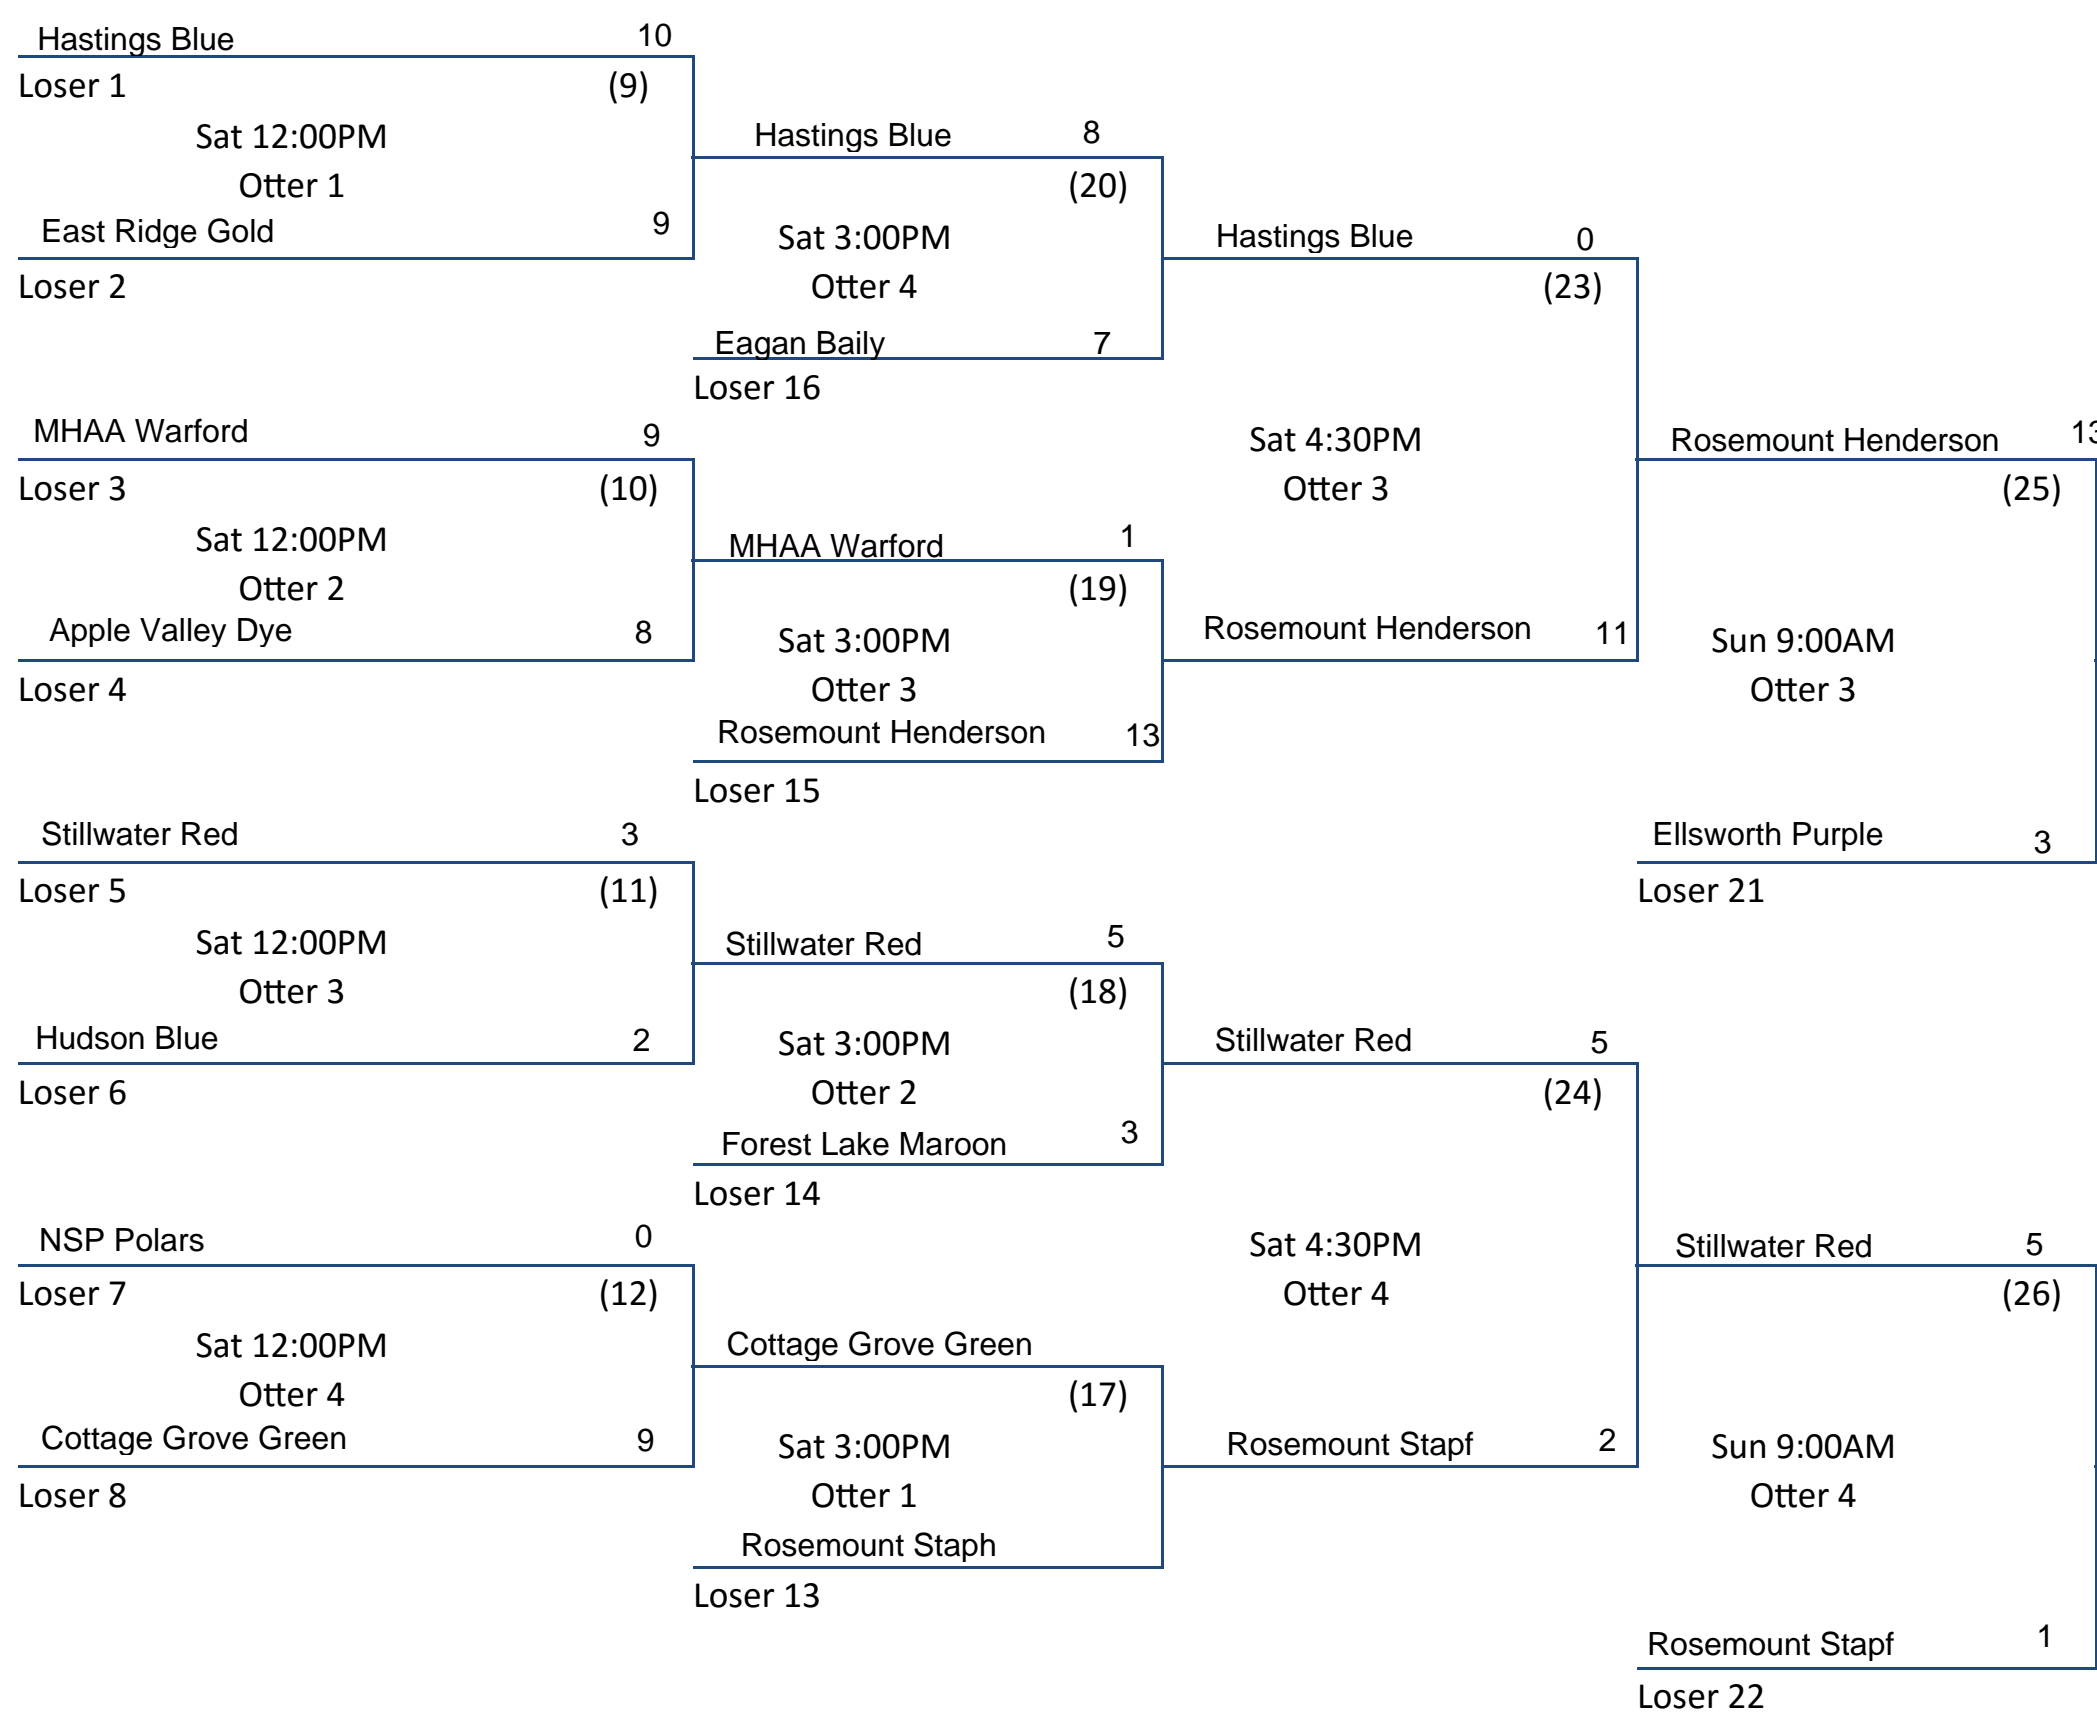 Hastings Blue 10
Loser 1 (9)
Sat 12:00PM
Otter 1
East Ridge Gold 9
Loser 2
MHAA Warford 9
Loser 3 (10)
Sat 12:00PM
Otter 2
Apple Valley Dye 8
Loser 4
Stillwater Red 3
Loser 5 (11)
Sat 12:00PM
Otter 3
Hudson Blue 2
Loser 6
NSP Polars 0
Loser 7 (12)
Sat 12:00PM
Otter 4
Cottage Grove Green 9
Loser 8
Hastings Blue 8
(20)
Sat 3:00PM
Otter 4
Eagan Baily 7
Loser 16
MHAA Warford 1
(19)
Sat 3:00PM
Otter 3
Rosemount Henderson 13
Loser 15
Stillwater Red 5
(18)
Sat 3:00PM
Otter 2
Forest Lake Maroon 3
Loser 14
Cottage Grove Green
(17)
Sat 3:00PM
Otter 1
Rosemount Staph
Loser 13
Hastings Blue 0
(23)
Sat 4:30PM
Otter 3
Rosemount Henderson 11
Stillwater Red 5
(24)
Sat 4:30PM
Otter 4
Rosemount Stapf 2
Rosemount Henderson 13
(25)
Sun 9:00AM
Otter 3
Ellsworth Purple 3
Loser 21
Stillwater Red 5
(26)
Sun 9:00AM
Otter 4
Rosemount Stapf 1
Loser 22